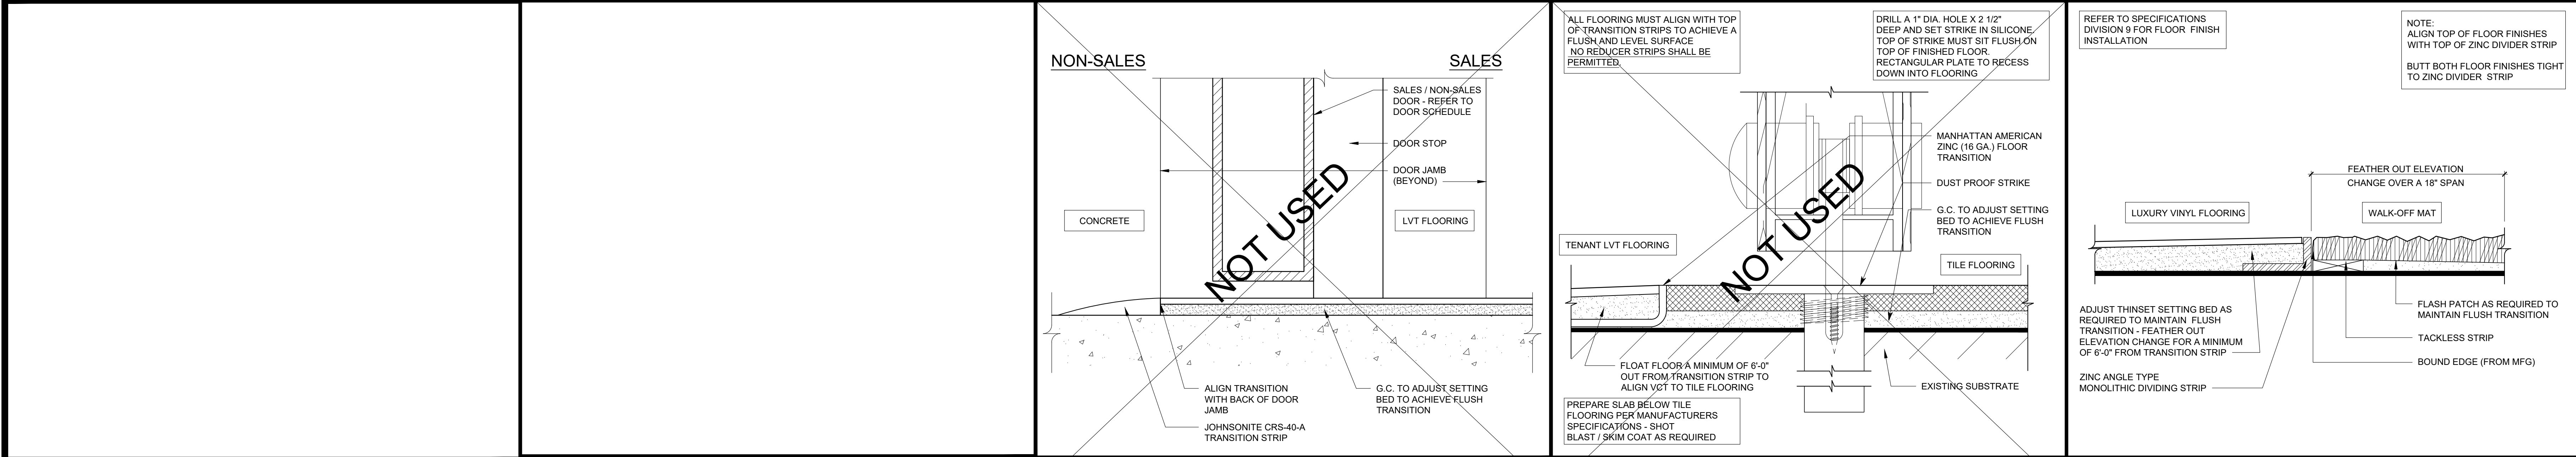 NON-SALES
SALES
SALES / NON-SALES
DOOR - REFER TO
DOOR SCHEDULE
DOOR STOP
DOOR JAMB
(BEYOND)
CONCRETE
LVT FLOORING
NOT USED
ALIGN TRANSITION
WITH BACK OF DOOR
JAMB
JOHNSONITE CRS-40-A
TRANSITION STRIP
G.C. TO ADJUST SETTING
BED TO ACHIEVE FLUSH
TRANSITION
ALL FLOORING MUST ALIGN WITH TOP
OF TRANSITION STRIPS TO ACHIEVE A
FLUSH AND LEVEL SURFACE
NO REDUCER STRIPS SHALL BE
PERMITTED.
DRILL A 1" DIA. HOLE X 2 1/2"
DEEP AND SET STRIKE IN SILICONE.
TOP OF STRIKE MUST SIT FLUSH ON
TOP OF FINISHED FLOOR.
RECTANGULAR PLATE TO RECESS
DOWN INTO FLOORING
MANHATTAN AMERICAN
ZINC (16 GA.) FLOOR
TRANSITION
DUST PROOF STRIKE
G.C. TO ADJUST SETTING
BED TO ACHIEVE FLUSH
TRANSITION
TENANT LVT FLOORING
TILE FLOORING
NOT USED
FLOAT FLOOR A MINIMUM OF 6'-0"
OUT FROM TRANSITION STRIP TO
ALIGN VCT TO TILE FLOORING
EXISTING SUBSTRATE
PREPARE SLAB BELOW TILE
FLOORING PER MANUFACTURERS
SPECIFICATIONS - SHOT
BLAST / SKIM COAT AS REQUIRED
REFER TO SPECIFICATIONS
DIVISION 9 FOR FLOOR FINISH
INSTALLATION
NOTE:
ALIGN TOP OF FLOOR FINISHES
WITH TOP OF ZINC DIVIDER STRIP
BUTT BOTH FLOOR FINISHES TIGHT
TO ZINC DIVIDER STRIP
FEATHER OUT ELEVATION
CHANGE OVER A 18" SPAN
LUXURY VINYL FLOORING
WALK-OFF MAT
ADJUST THINSET SETTING BED AS
REQUIRED TO MAINTAIN FLUSH
TRANSITION - FEATHER OUT
ELEVATION CHANGE FOR A MINIMUM
OF 6'-0" FROM TRANSITION STRIP
ZINC ANGLE TYPE
MONOLITHIC DIVIDING STRIP
FLASH PATCH AS REQUIRED TO
MAINTAIN FLUSH TRANSITION
TACKLESS STRIP
BOUND EDGE (FROM MFG)